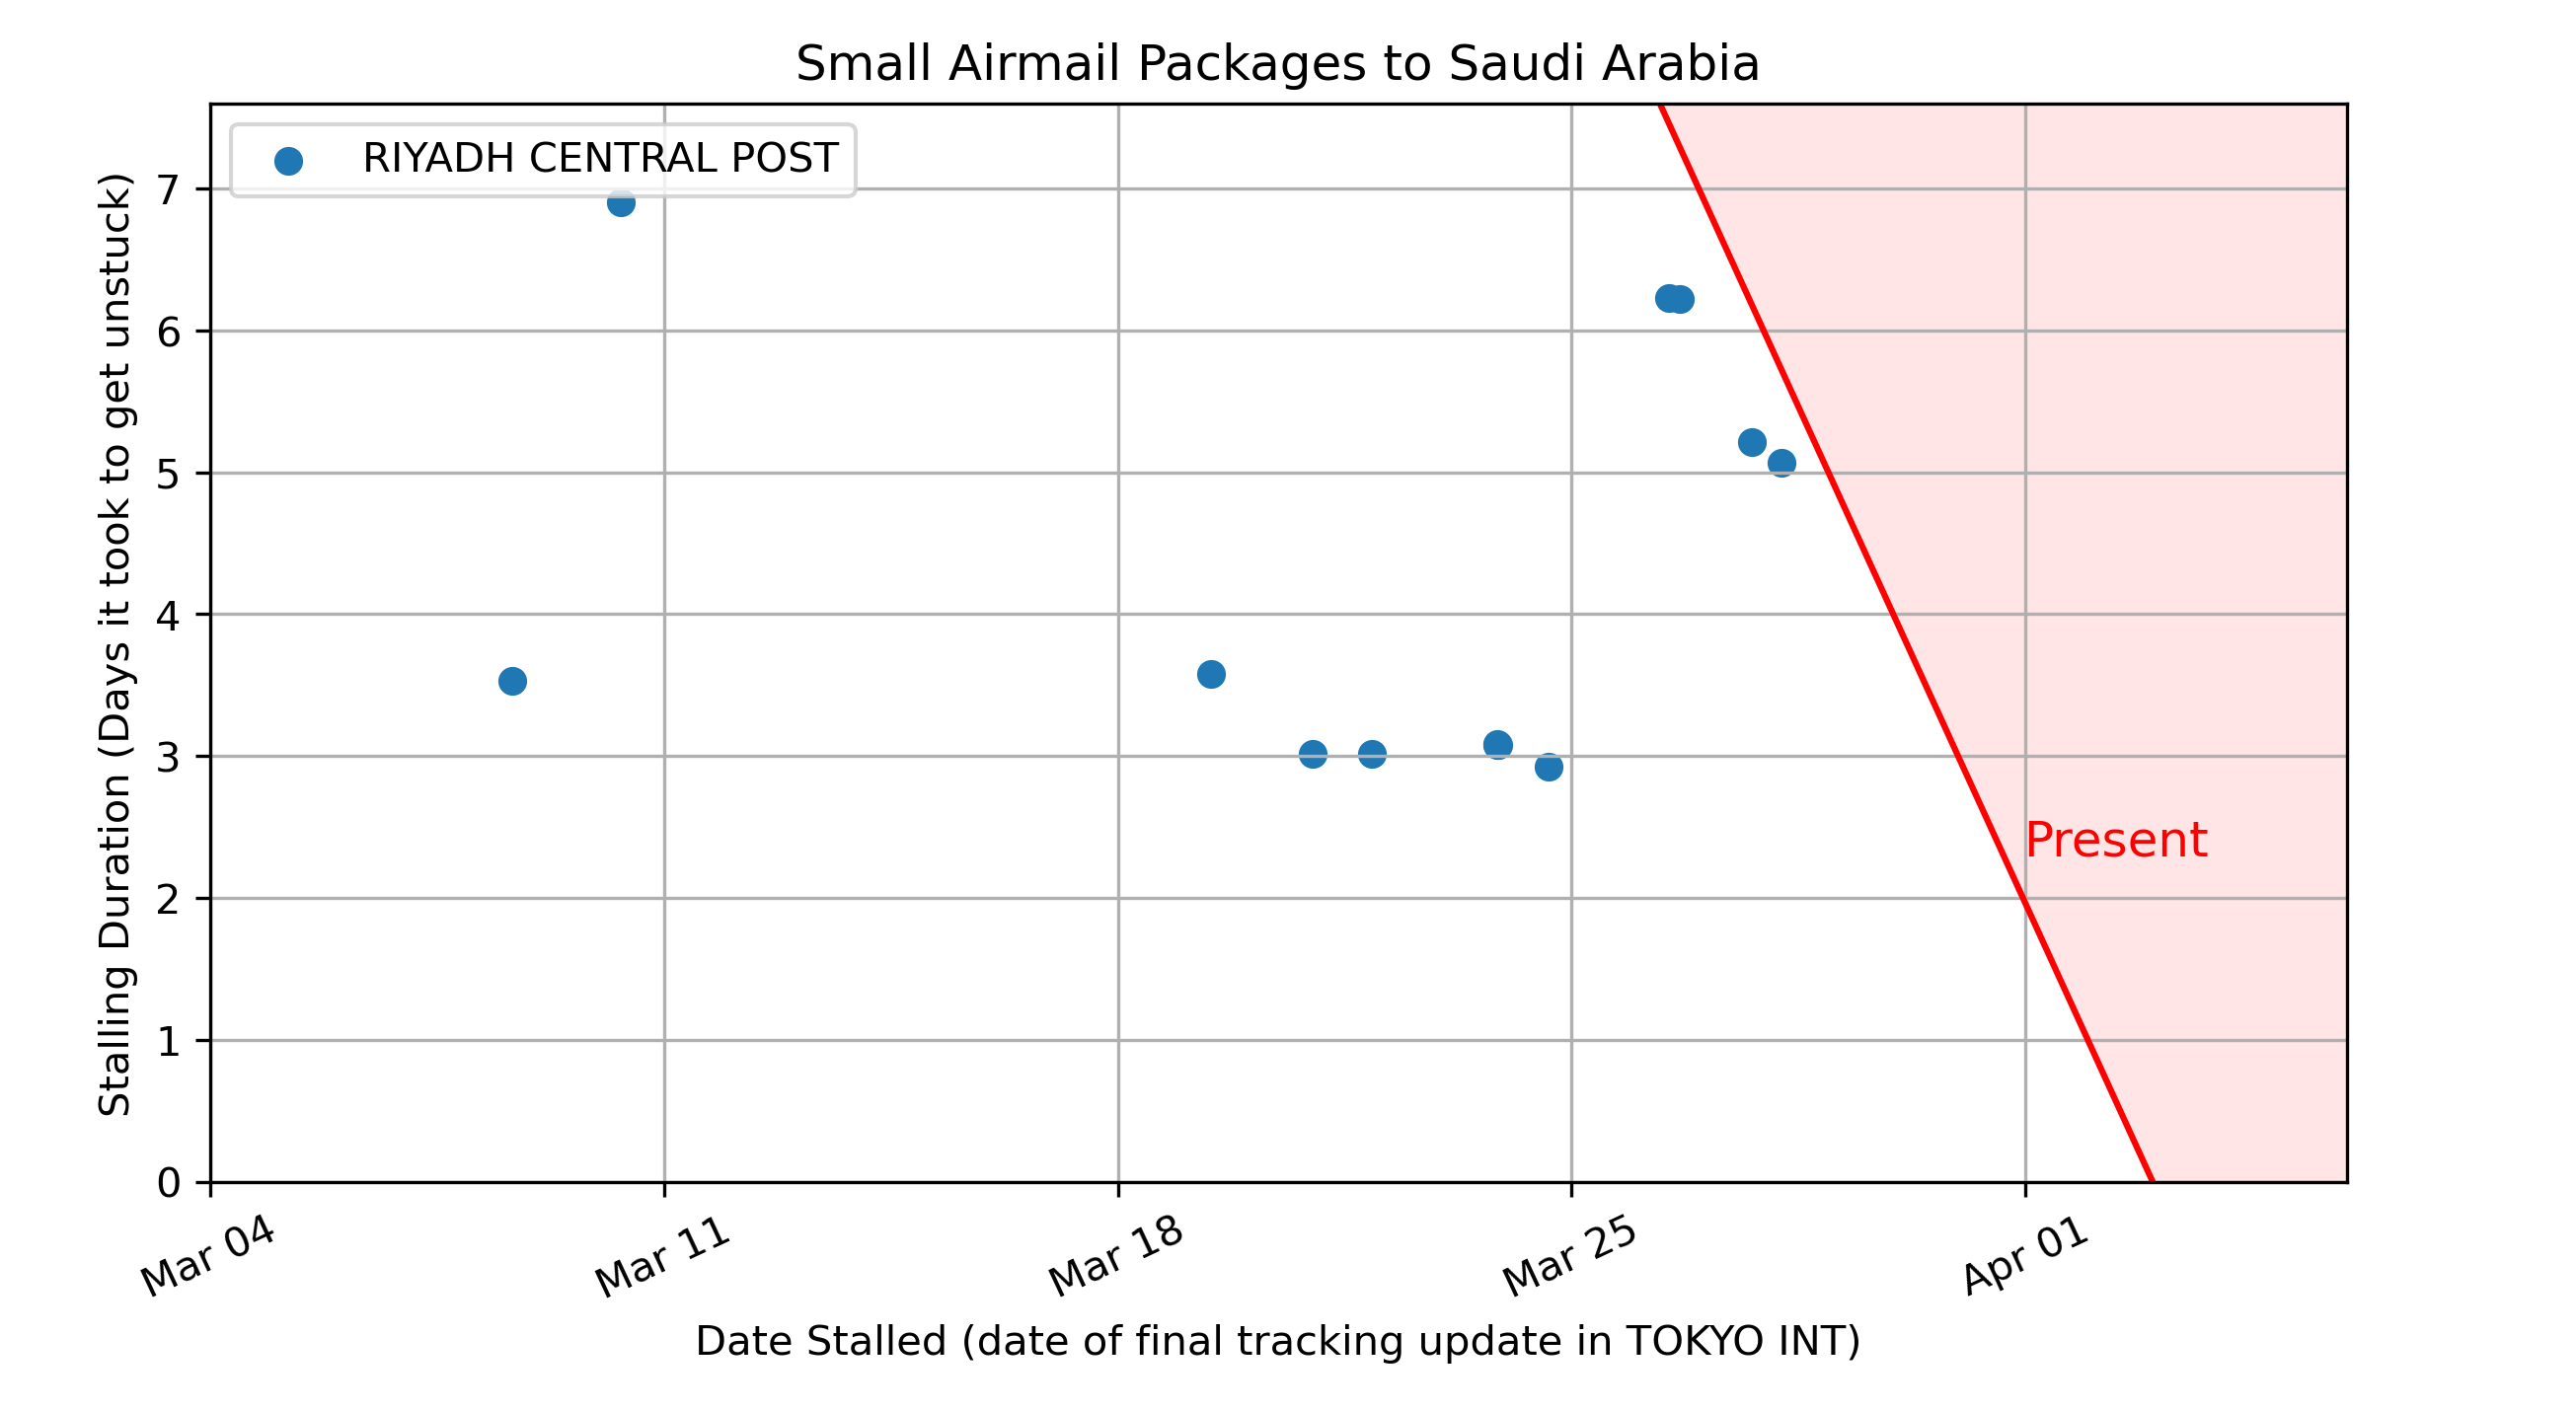 Small Airmail Packages to Saudi Arabia
RIYADH CENTRAL POST
Stalling Duration (Days it took to get unstuck)
7
6
5
4
3
2
1
0
Present
Mar 04
Mar 11
Mar 18
Mar 25
Apr 01
Date Stalled (date of final tracking update in TOKYO INT)